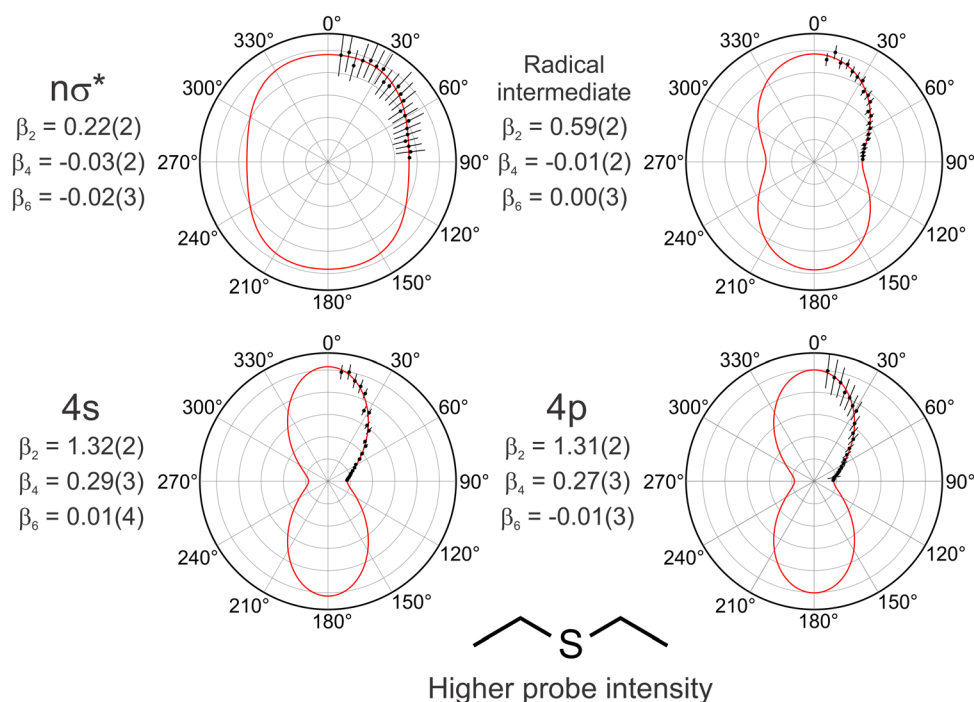 0°
30°
60°
90°
120°
150°
180°
210°
240°
270°
300°
330°
nσ*
β₂ = 0.22(2)
β₄ = -0.03(2)
β₆ = -0.02(3)
0°
30°
60°
90°
120°
150°
180°
210°
240°
270°
300°
330°
Radical
intermediate
β₂ = 0.59(2)
β₄ = -0.01(2)
β₆ = 0.00(3)
0°
30°
60°
90°
120°
150°
180°
210°
240°
270°
300°
330°
4s
β₂ = 1.32(2)
β₄ = 0.29(3)
β₆ = 0.01(4)
0°
30°
60°
90°
120°
150°
180°
210°
240°
270°
300°
330°
4p
β₂ = 1.31(2)
β₄ = 0.27(3)
β₆ = -0.01(3)
S
Higher probe intensity